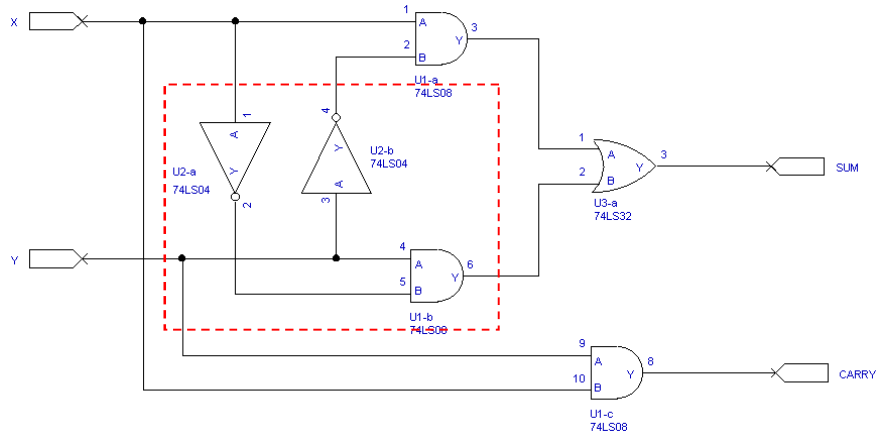 X
1
A
3
2
Y
B
U1-a
74LS08
1
A
4
U2-b
74LS04
Y
U2-a
74LS04
Y
A
2
3
1
A
3
2
Y
B
SUM
U3-a
74LS32
Y
4
A
6
5
Y
B
U1-b
74LS08
9
A
8
10
Y
B
CARRY
U1-c
74LS08